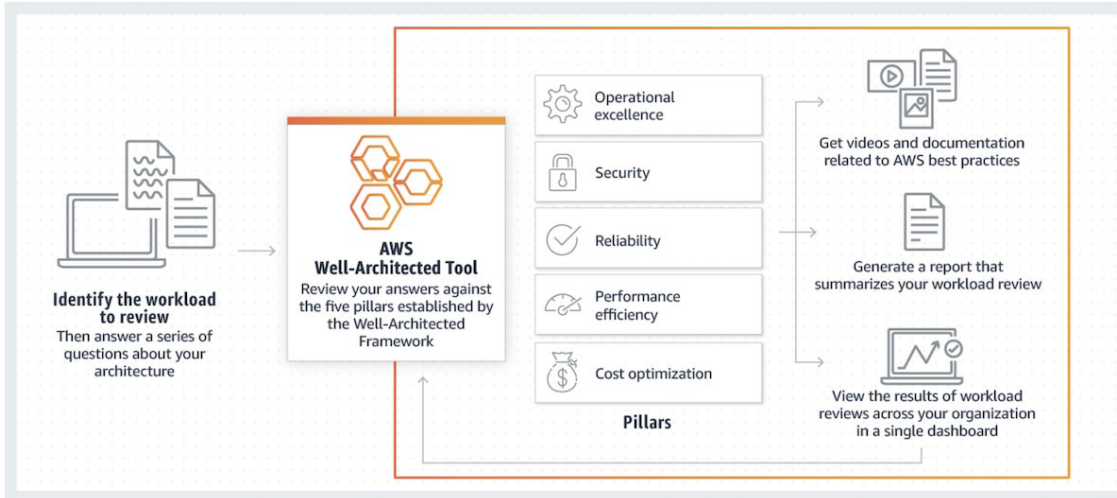 Identify the workload
to review
Then answer a series of
questions about your
architecture
AWS
Well-Architected Tool
Review your answers against
the five pillars established by
the Well-Architected
Framework
Operational
excellence
Security
Reliability
Performance
efficiency
Cost optimization
Pillars
Get videos and documentation
related to AWS best practices
Generate a report that
summarizes your workload review
View the results of workload
reviews across your organization
in a single dashboard